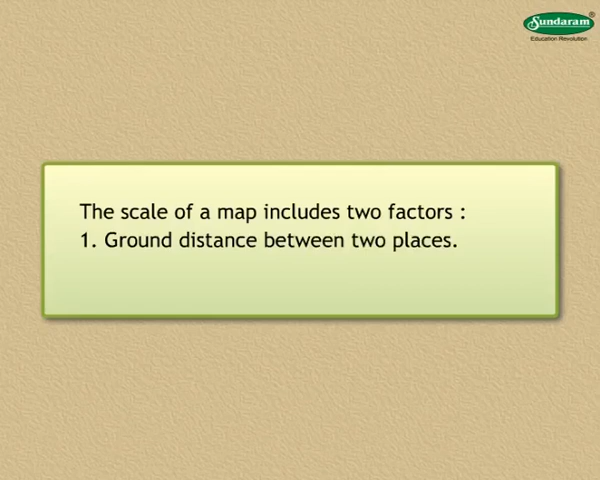 Sundaram®
Education Revolution
The scale of a map includes two factors :
1. Ground distance between two places.